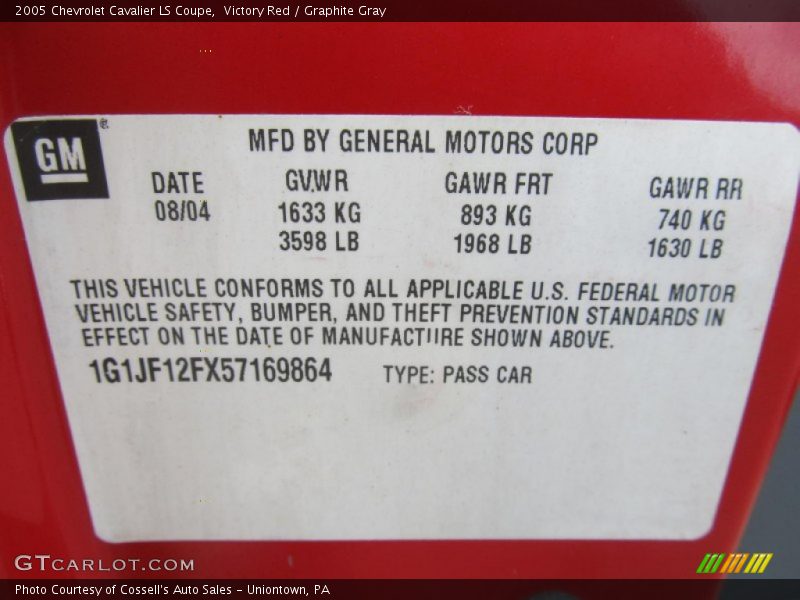 2005 Chevrolet Cavalier LS Coupe,  Victory Red / Graphite Gray
GM
MFD BY GENERAL MOTORS CORP
DATE GVWR GAWR FRT GAWR RR
08/04 1633 KG 893 KG 740 KG
3598 LB 1968 LB 1630 LB
THIS VEHICLE CONFORMS TO ALL APPLICABLE U.S. FEDERAL MOTOR
VEHICLE SAFETY, BUMPER, AND THEFT PREVENTION STANDARDS IN
EFFECT ON THE DATE OF MANUFACTURE SHOWN ABOVE.
1G1JF12FX57169864 TYPE: PASS CAR
GTCARLOT.COM
Photo Courtesy of Cossell's Auto Sales - Uniontown, PA